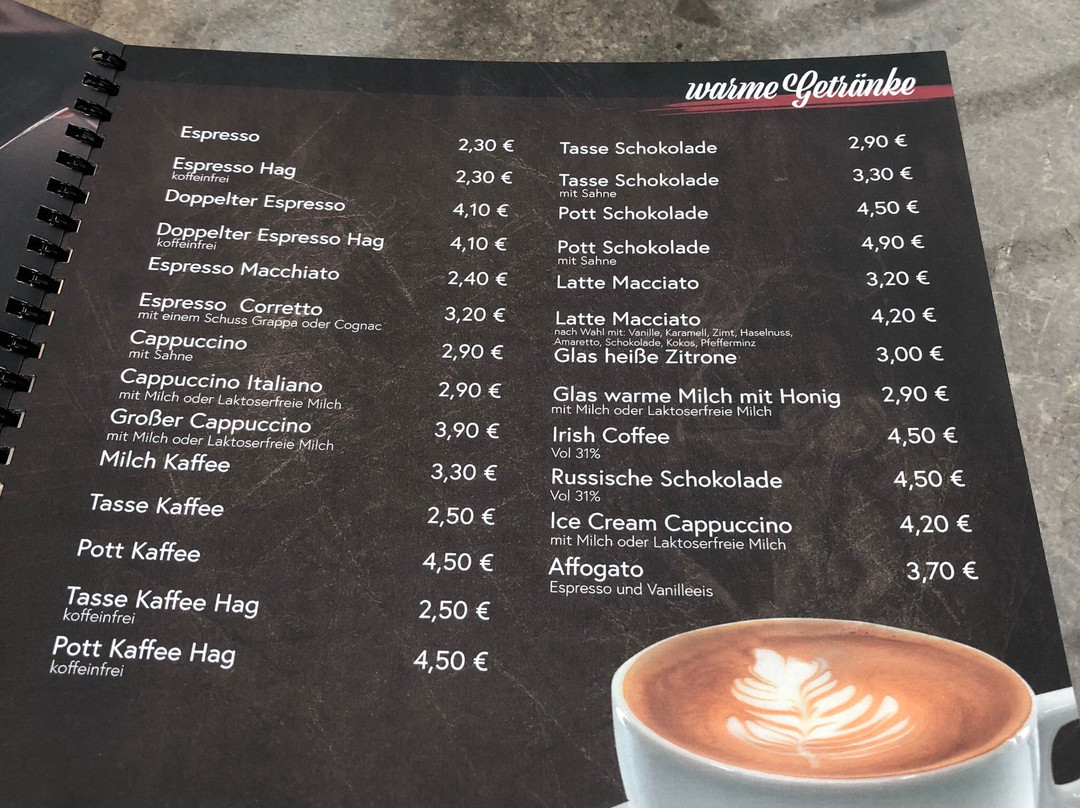 warme Getränke
Espresso 2,30 €
Espresso Hag 2,30 €
koffeinfrei
Doppelter Espresso 4,10 €
Doppelter Espresso Hag 4,10 €
koffeinfrei
Espresso Macchiato 2,40 €
Espresso Corretto 3,20 €
mit einem Schuss Grappa oder Cognac
Cappuccino 2,90 €
mit Sahne
Cappuccino Italiano 2,90 €
mit Milch oder Laktoserfreie Milch
Großer Cappuccino 3,90 €
mit Milch oder Laktoserfreie Milch
Milch Kaffee 3,30 €
Tasse Kaffee 2,50 €
Pott Kaffee 4,50 €
Tasse Kaffee Hag 2,50 €
koffeinfrei
Pott Kaffee Hag 4,50 €
koffeinfrei
Tasse Schokolade 2,90 €
Tasse Schokolade 3,30 €
mit Sahne
Pott Schokolade 4,50 €
Pott Schokolade 4,90 €
mit Sahne
Latte Macciato 3,20 €
Latte Macciato 4,20 €
nach Wahl mit: Vanille, Karamell, Zimt, Haselnuss,
Amaretto, Schokolade, Kokos, Pfefferminz
Glas heiße Zitrone 3,00 €
Glas warme Milch mit Honig 2,90 €
mit Milch oder Laktoserfreie Milch
Irish Coffee 4,50 €
Vol 31%
Russische Schokolade 4,50 €
Vol 31%
Ice Cream Cappuccino 4,20 €
mit Milch oder Laktoserfreie Milch
Affogato 3,70 €
Espresso und Vanilleeis